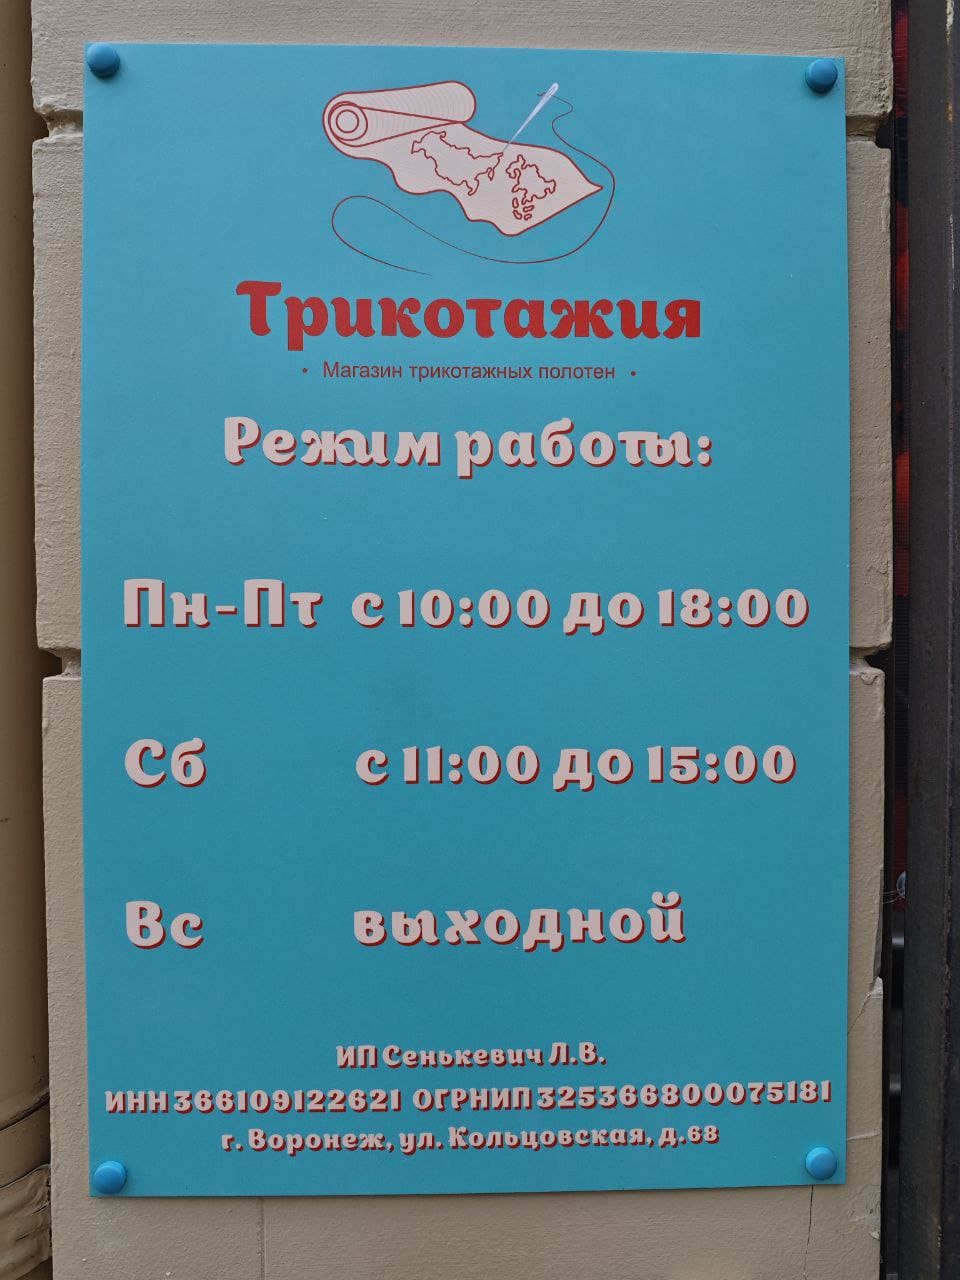 Трикотажия
• Магазин трикотажных полотен •
Режим работы:
Пн-Пт с 10:00 до 18:00
Сб с 11:00 до 15:00
Вс выходной
ИП Сенькевич Л.В.
ИНН 366109122621 ОГРНИП 325366800075181
г. Воронеж, ул. Кольцовская, д.68